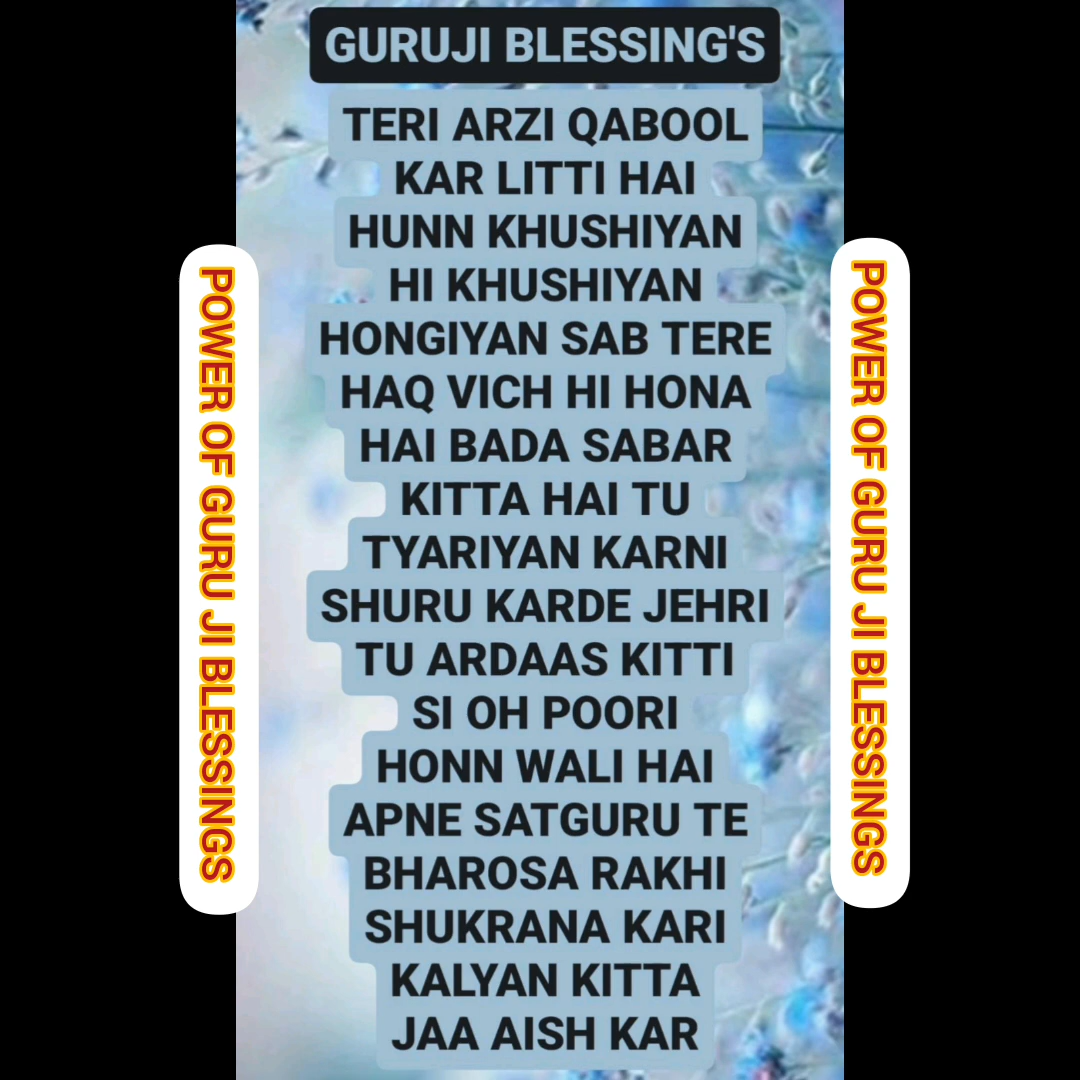 GURUJI BLESSING'S
TERI ARZI QABOOL
KAR LITTI HAI
HUNN KHUSHIYAN
HI KHUSHIYAN
HONGIYAN SAB TERE
HAQ VICH HI HONA
HAI BADA SABAR
KITTA HAI TU
TYARIYAN KARNI
SHURU KARDE JEHRI
TU ARDAAS KITTI
SI OH POORI
HONN WALI HAI
APNE SATGURU TE
BHAROSA RAKHI
SHUKRANA KARI
KALYAN KITTA
JAA AISH KAR
POWER OF GURU JI BLESSINGS
POWER OF GURU JI BLESSINGS